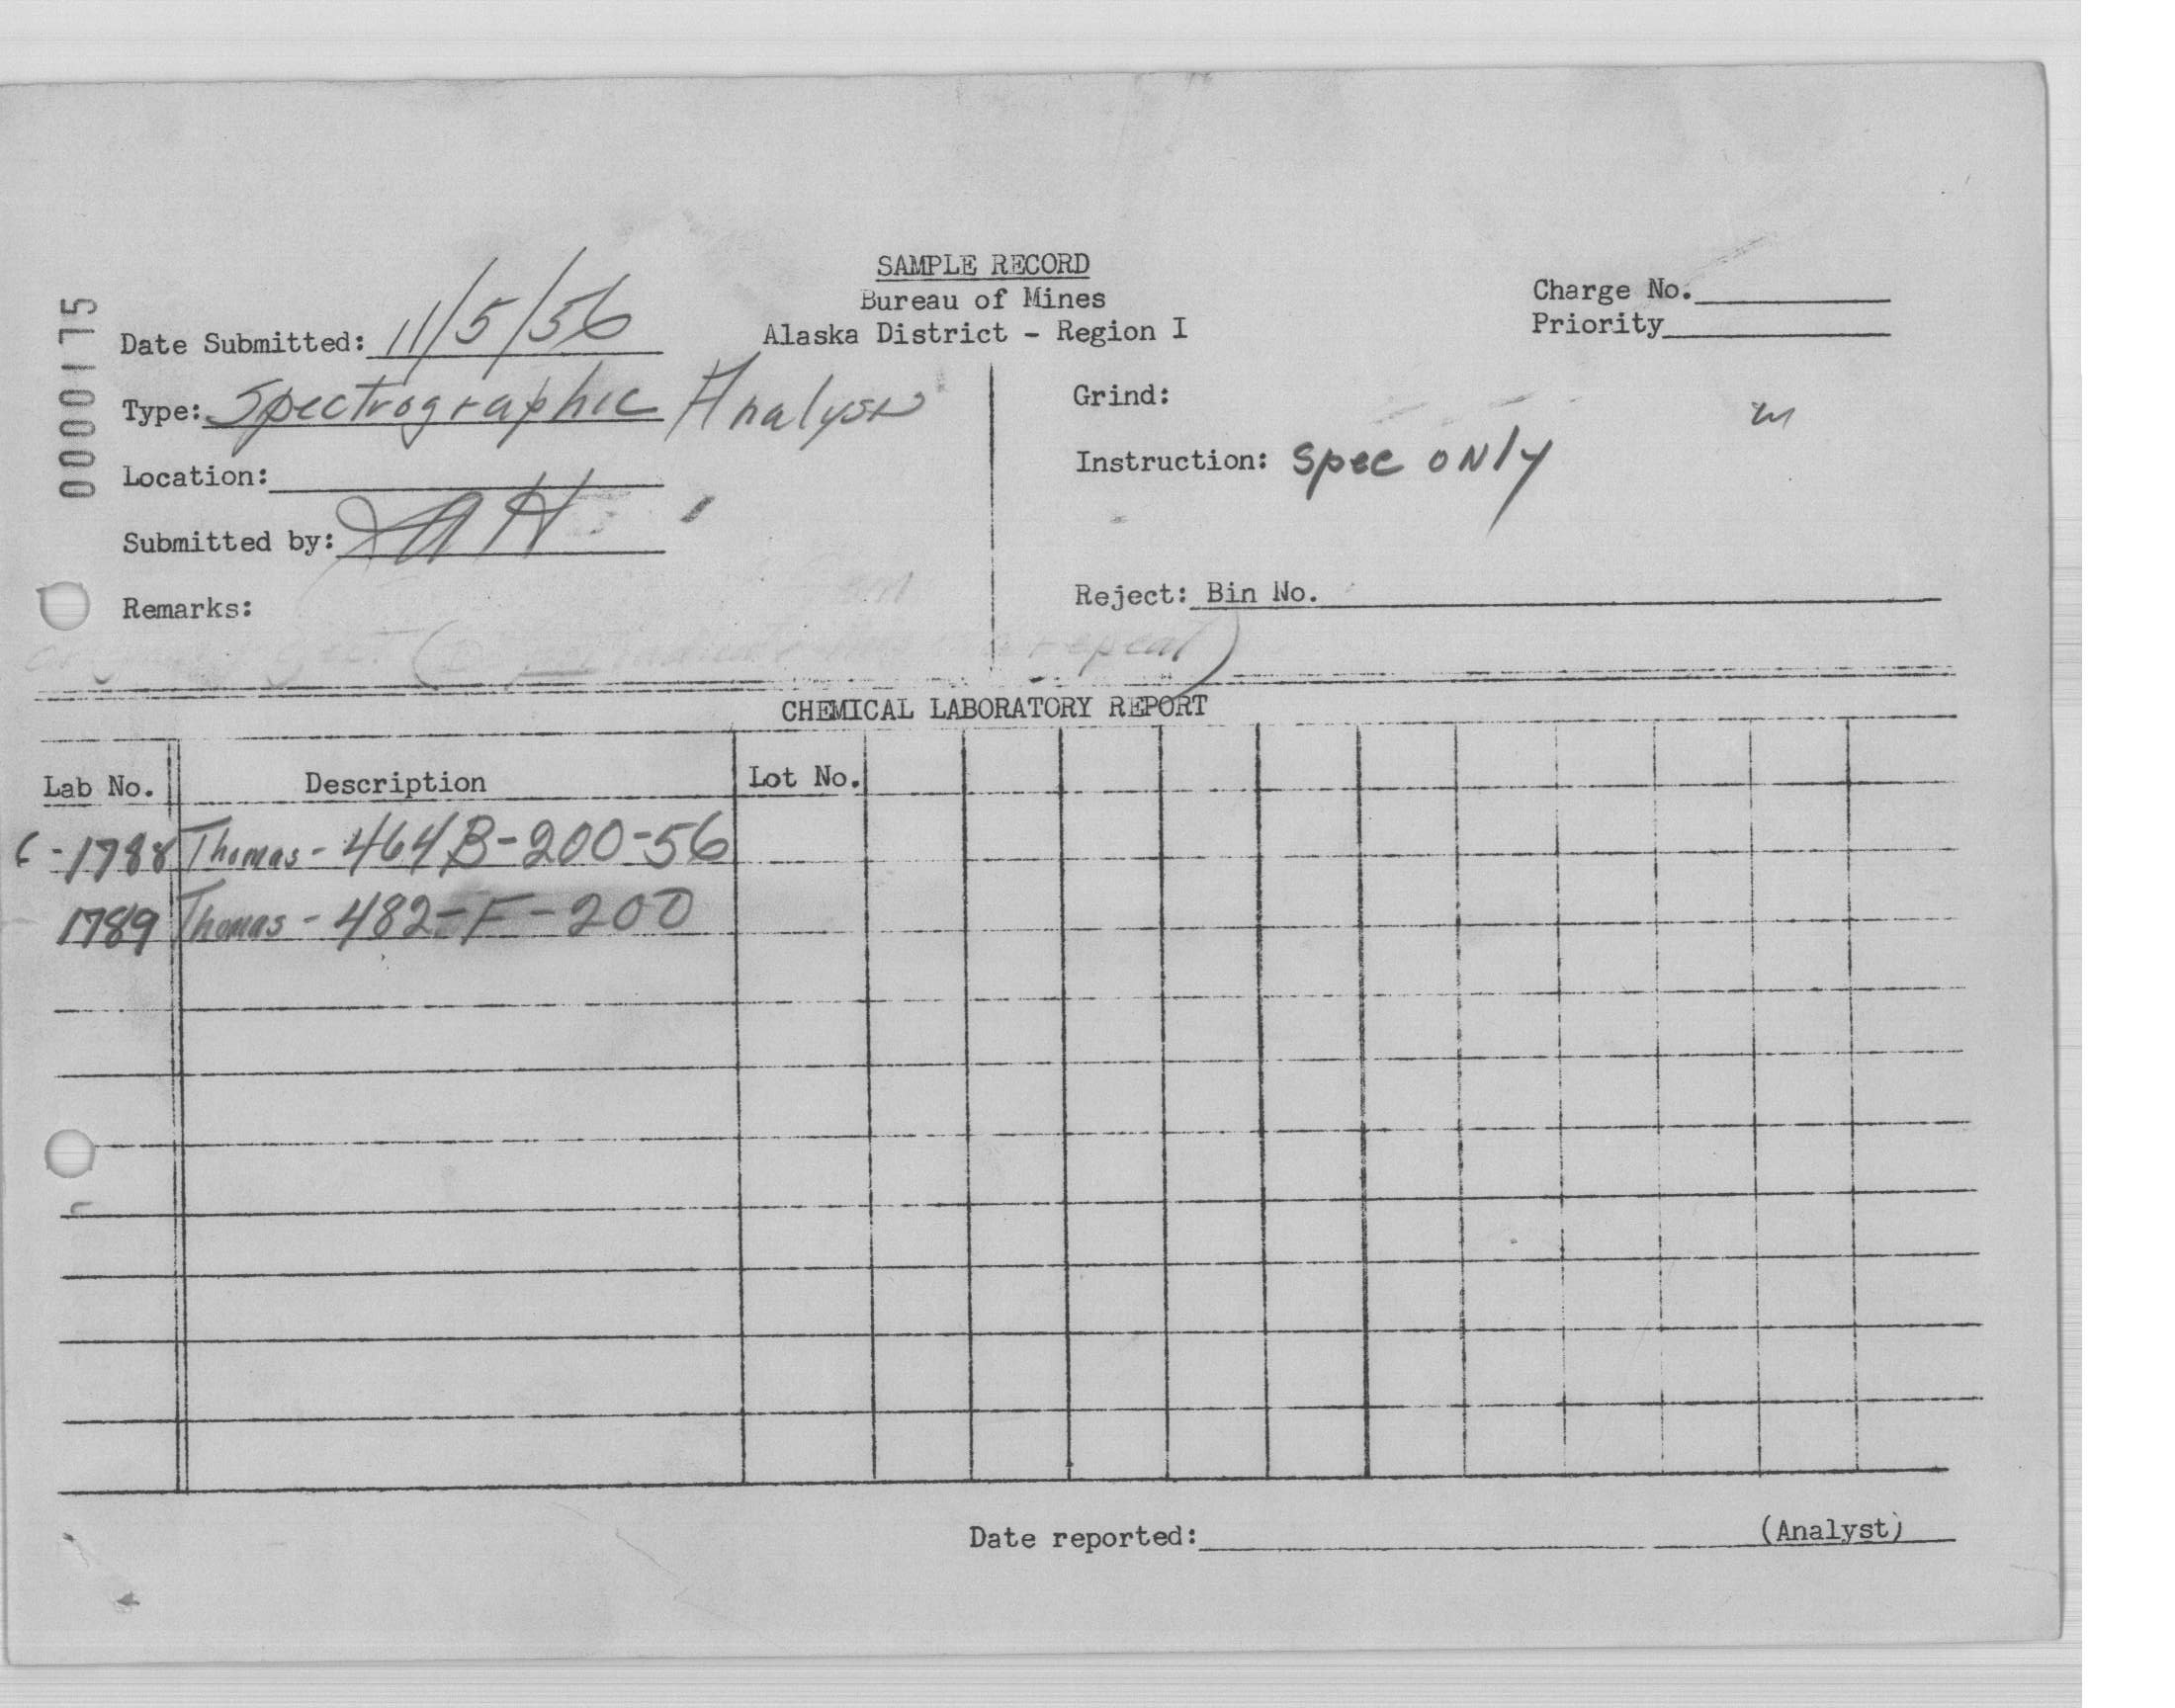 SAMPLE RECORD
Bureau of Mines
Alaska District - Region I
Charge No.
Priority
0000175
Date Submitted: 11/5/56
Type: Spectrographic Analysis
Location:
Submitted by:
Remarks:
Grind:
Instruction: Spec ONly
Reject: Bin No.
repeat)
CHEMICAL LABORATORY REPORT
Lab No. Description Lot No.
C-1788 Thomas - 464B-200-56
1789 Thomas - 482-F-200
Date reported: (Analyst)